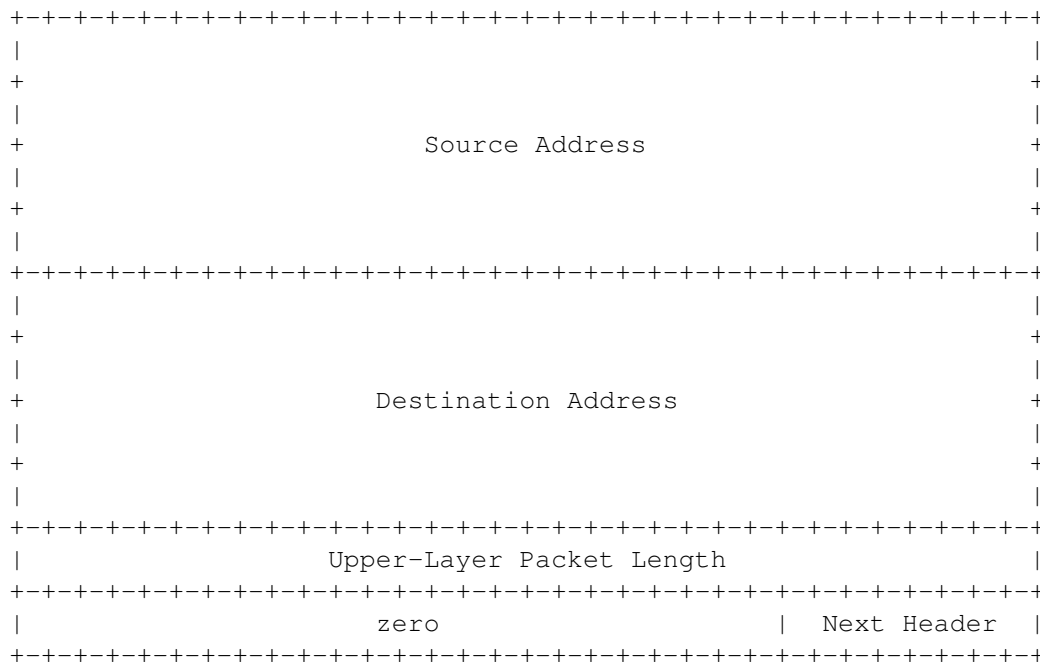 Source Address
Destination Address
Upper-Layer Packet Length
zero | Next Header